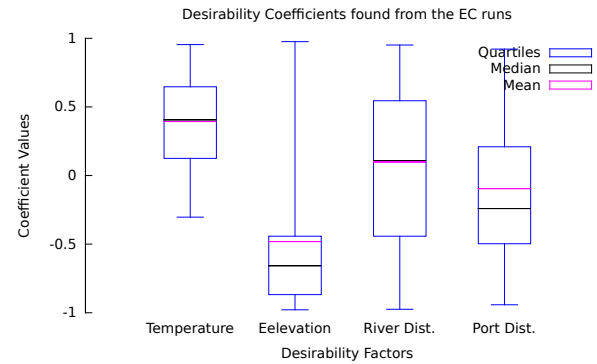 Desirability Coefficients found from the EC runs
Quartiles
Median
Mean
Coefficient Values
1
0.5
0
-0.5
-1
Temperature Eelevation River Dist. Port Dist.
Desirability Factors